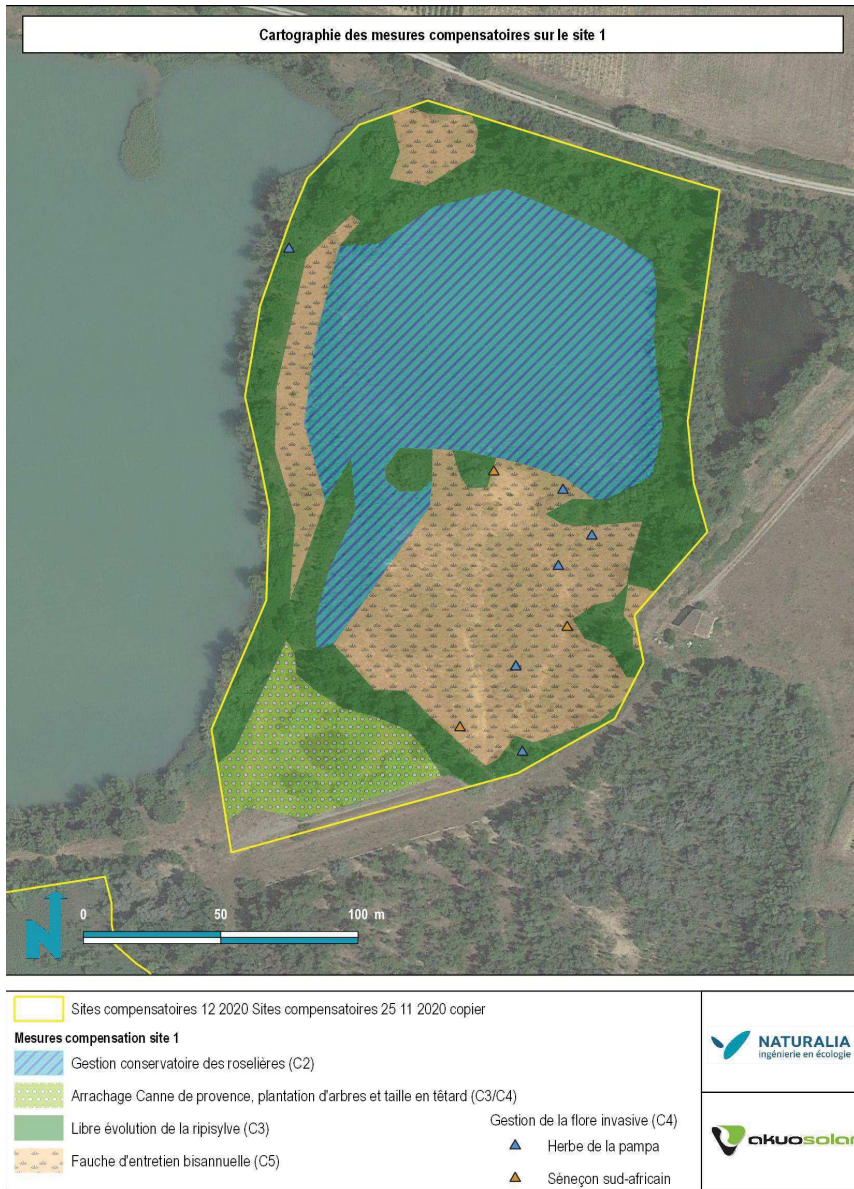 Cartographie des mesures compensatoires sur le site 1
N
0 50 100 m
Sites compensatoires 12 2020 Sites compensatoires 25 11 2020 copier
Mesures compensation site 1
Gestion conservatoire des roselières (C2)
Arrachage Canne de provence, plantation d'arbres et taille en têtard (C3/C4)
Libre évolution de la ripisylve (C3)
Fauche d'entretien bisannuelle (C5)
Gestion de la flore invasive (C4)
Herbe de la pampa
Séneçon sud-africain
NATURALIA
ingénierie en écologie
akuosolar